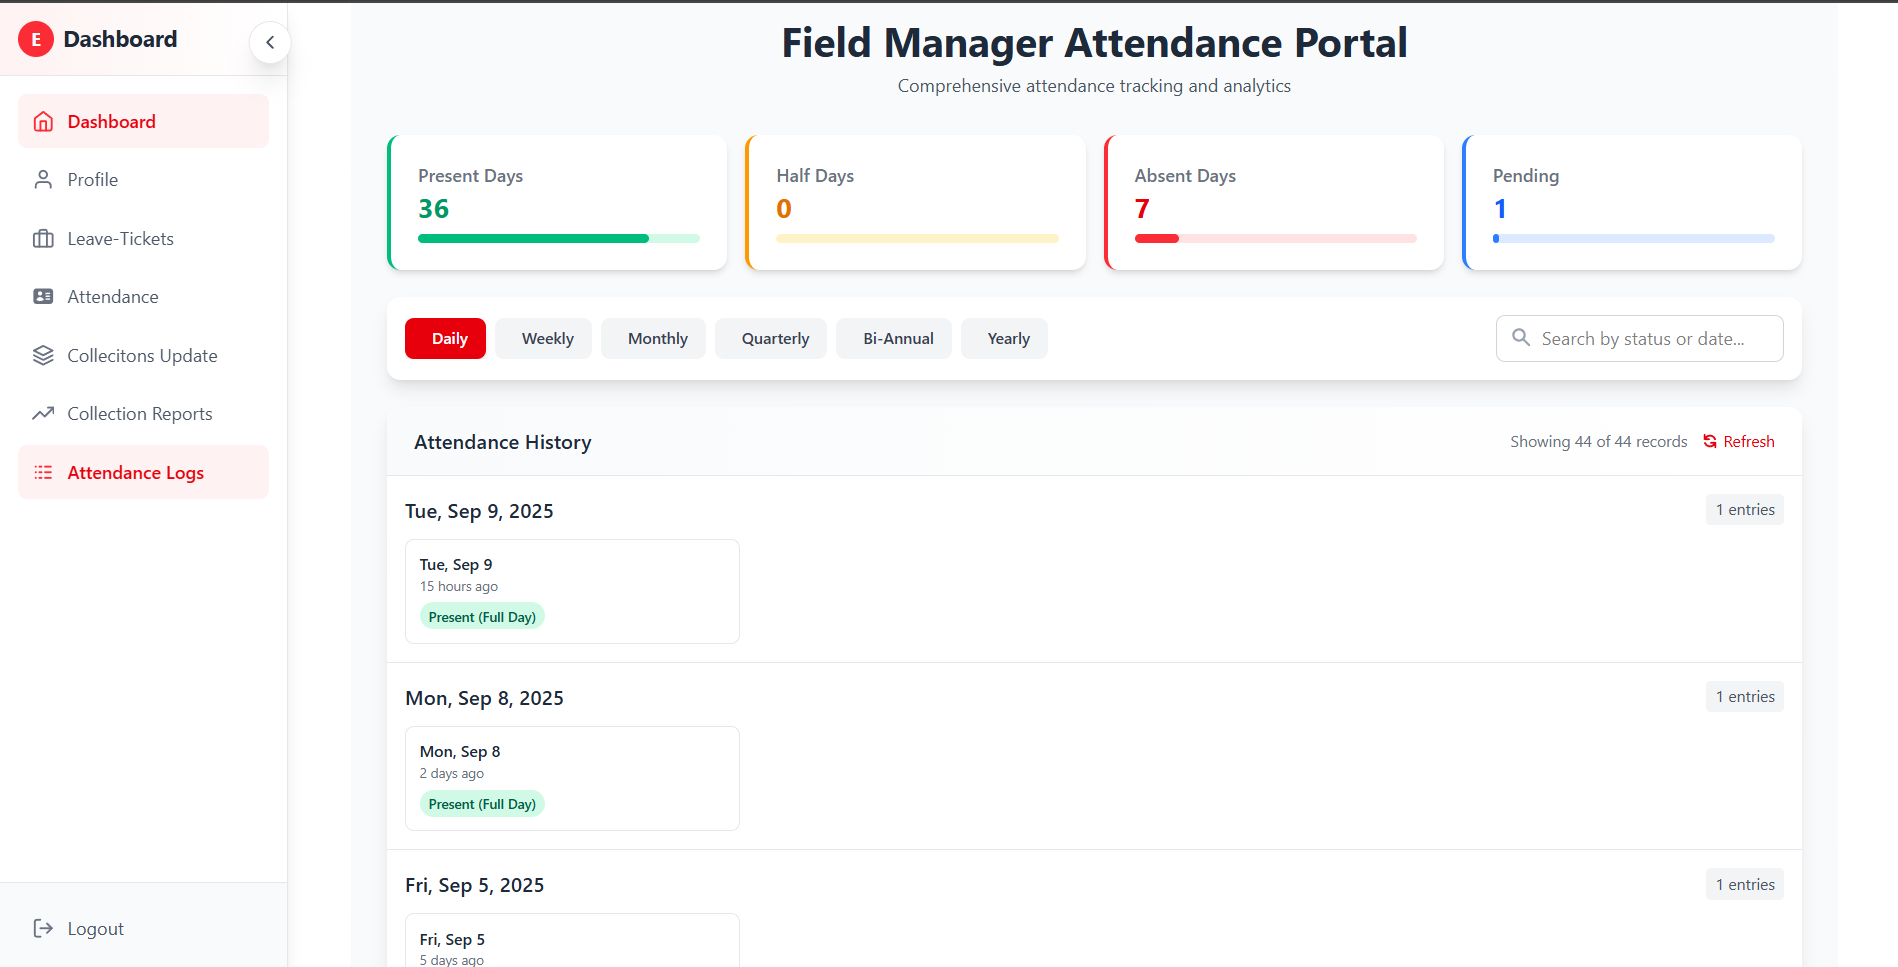 E Dashboard
Dashboard
Profile
Leave-Tickets
Attendance
Collecitons Update
Collection Reports
Attendance Logs
Logout
Field Manager Attendance Portal
Comprehensive attendance tracking and analytics
Present Days
36
Half Days
0
Absent Days
7
Pending
1
Daily Weekly Monthly Quarterly Bi-Annual Yearly
Search by status or date...
Attendance History
Showing 44 of 44 records Refresh
Tue, Sep 9, 2025
1 entries
Tue, Sep 9
15 hours ago
Present (Full Day)
Mon, Sep 8, 2025
1 entries
Mon, Sep 8
2 days ago
Present (Full Day)
Fri, Sep 5, 2025
1 entries
Fri, Sep 5
5 days ago